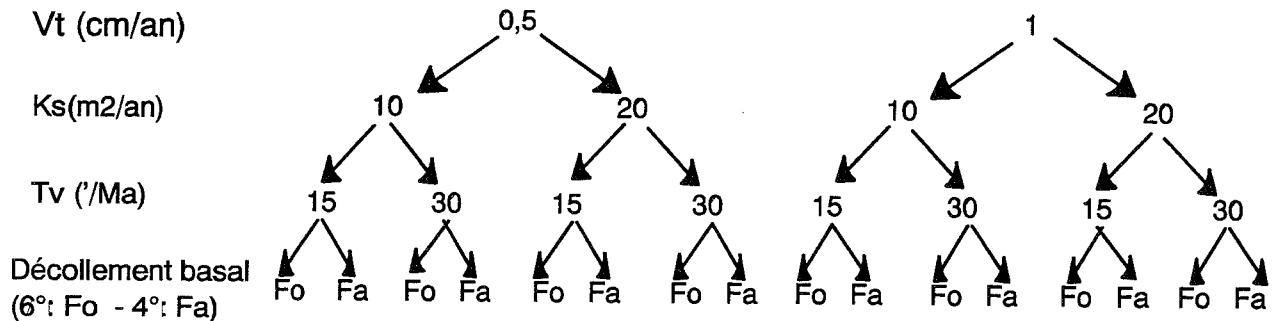 Vt (cm/an) 0,5 1
Ks(m2/an) 10 20 10 20
Tv ('/Ma) 15 30 15 30 15 30 15 30
Décollement basal
(6°: Fo - 4°: Fa) Fo Fa Fo Fa Fo Fa Fo Fa Fo Fa Fo Fa Fo Fa Fo Fa